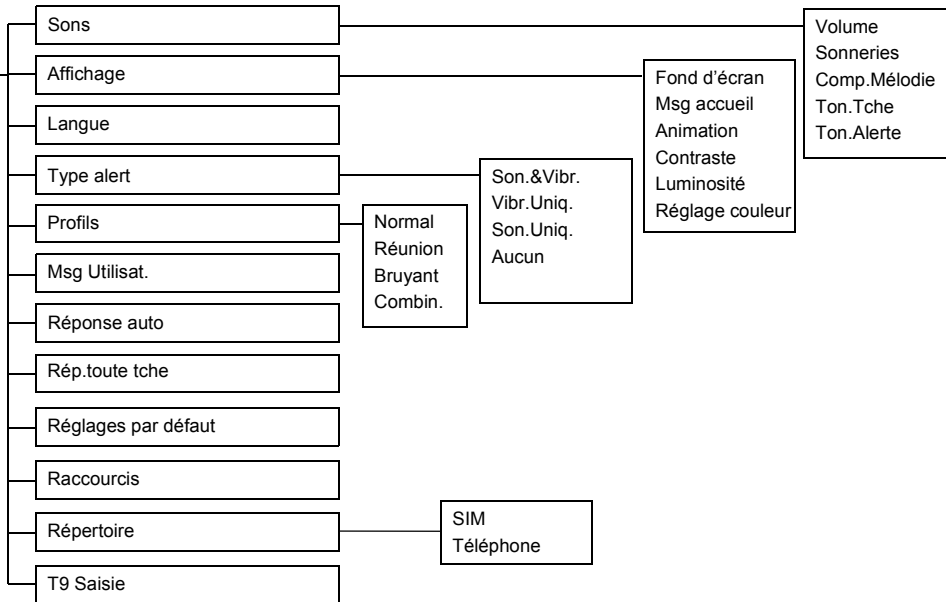 Sons
Affichage
Langue
Type alert
Profils
Msg Utilisat.
Réponse auto
Rép.toute tche
Réglages par défaut
Raccourcis
Répertoire
T9 Saisie
Volume
Sonneries
Comp.Mélodie
Ton.Tche
Ton.Alerte
Fond d'écran
Msg accueil
Animation
Contraste
Luminosité
Réglage couleur
Son.&Vibr.
Vibr.Uniq.
Son.Uniq.
Aucun
Normal
Réunion
Bruyant
Combin.
SIM
Téléphone